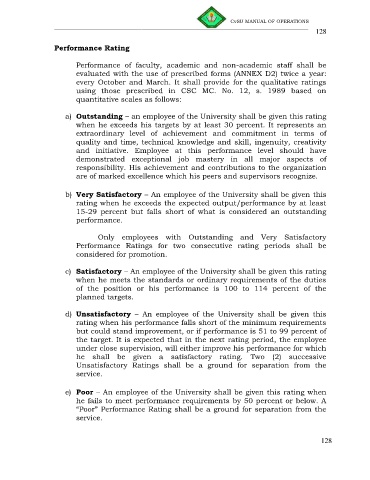 CvSU MANUAL OF OPERATIONS
128
Performance Rating
Performance of faculty, academic and non-academic staff shall be
evaluated with the use of prescribed forms (ANNEX D2) twice a year:
every October and March. It shall provide for the qualitative ratings
using those prescribed in CSC MC. No. 12, s. 1989 based on
quantitative scales as follows:
a) Outstanding – an employee of the University shall be given this rating
when he exceeds his targets by at least 30 percent. It represents an
extraordinary level of achievement and commitment in terms of
quality and time, technical knowledge and skill, ingenuity, creativity
and initiative. Employee at this performance level should have
demonstrated exceptional job mastery in all major aspects of
responsibility. His achievement and contributions to the organization
are of marked excellence which his peers and supervisors recognize.
b) Very Satisfactory – An employee of the University shall be given this
rating when he exceeds the expected output/performance by at least
15-29 percent but falls short of what is considered an outstanding
performance.
Only employees with Outstanding and Very Satisfactory
Performance Ratings for two consecutive rating periods shall be
considered for promotion.
c) Satisfactory – An employee of the University shall be given this rating
when he meets the standards or ordinary requirements of the duties
of the position or his performance is 100 to 114 percent of the
planned targets.
d) Unsatisfactory – An employee of the University shall be given this
rating when his performance falls short of the minimum requirements
but could stand improvement, or if performance is 51 to 99 percent of
the target. It is expected that in the next rating period, the employee
under close supervision, will either improve his performance for which
he shall be given a satisfactory rating. Two (2) successive
Unsatisfactory Ratings shall be a ground for separation from the
service.
e) Poor – An employee of the University shall be given this rating when
he fails to meet performance requirements by 50 percent or below. A
"Poor" Performance Rating shall be a ground for separation from the
service.
128